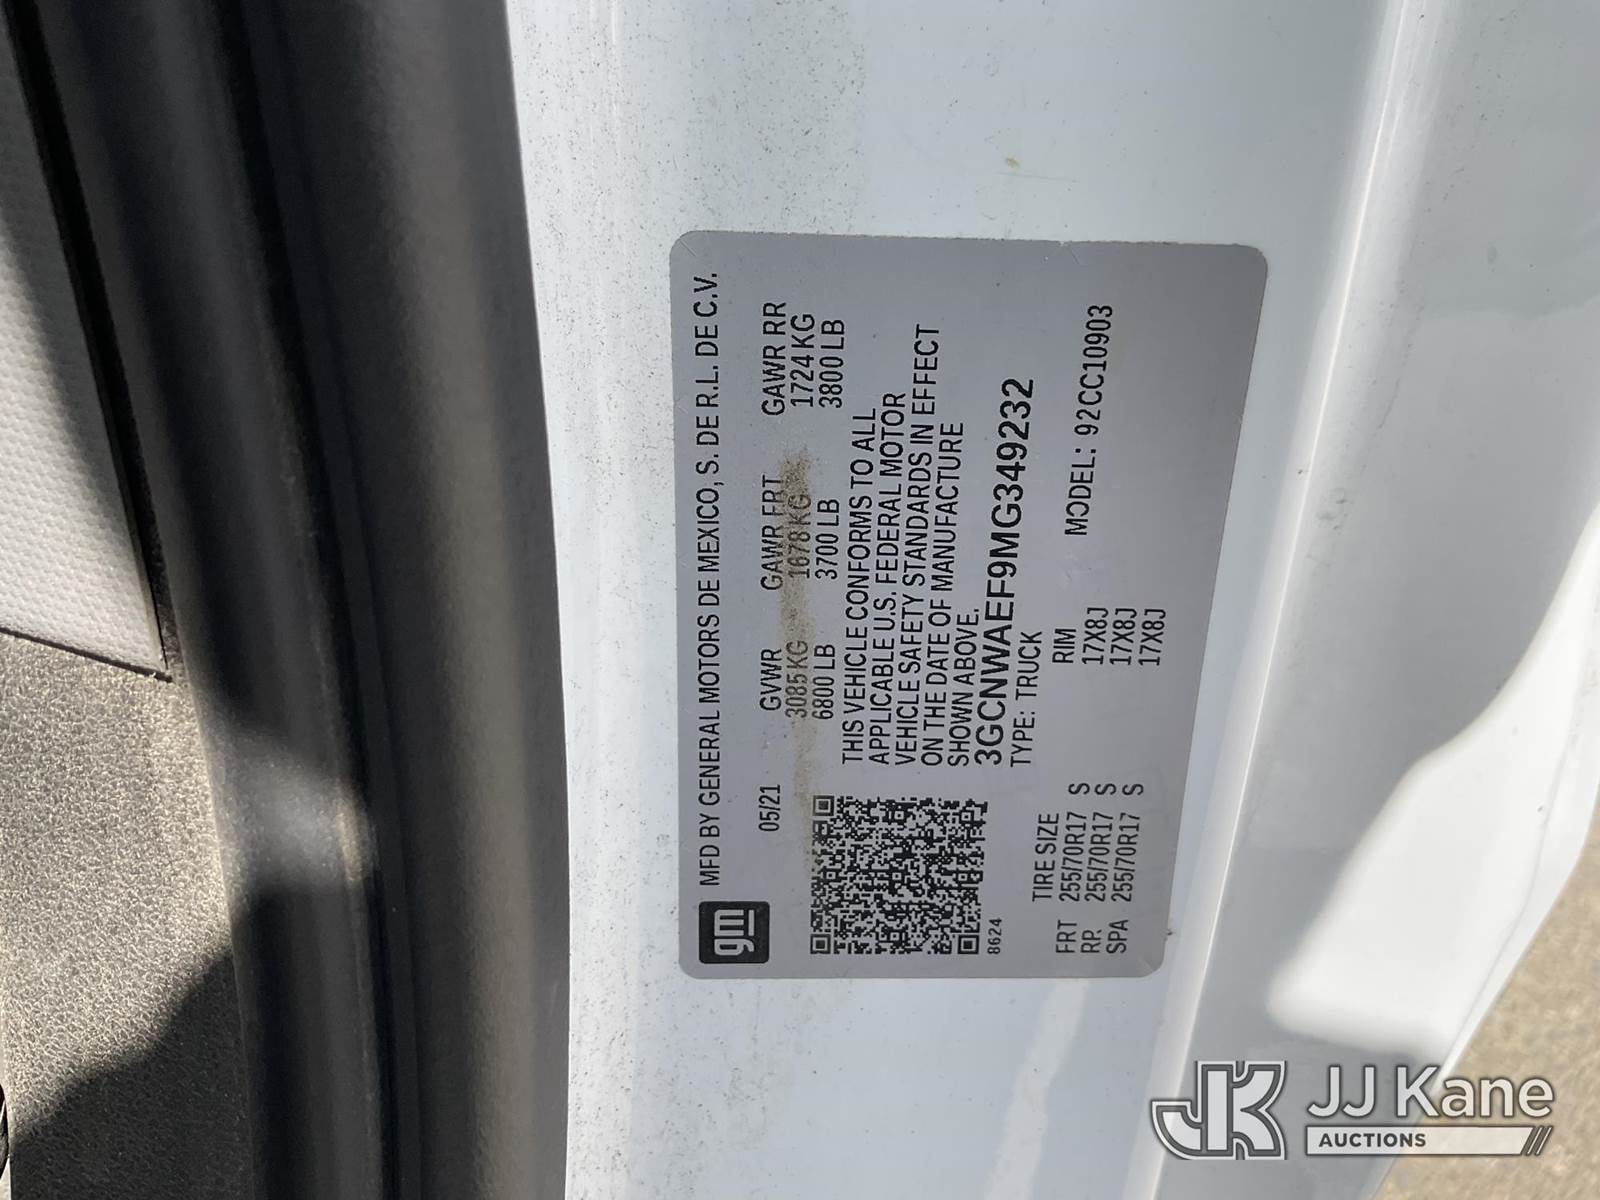 gm
MFD BY GENERAL MOTORS DE MEXICO, S. DE R.L. DE C.V.
05/21 GVWR GAWR FRT GAWR RR
3085 KG 1678 KG 1724 KG
6800 LB 3700 LB 3800 LB
THIS VEHICLE CONFORMS TO ALL
APPLICABLE U.S. FEDERAL MOTOR
VEHICLE SAFETY STANDARDS IN EFFECT
ON THE DATE OF MANUFACTURE
SHOWN ABOVE.
3GCNWAEF9MG349232
8624
TYPE: TRUCK MODEL: 92CC10903
TIRE SIZE RIM
FRT 255/70R17 S 17X8J
RR 255/70R17 S 17X8J
SPA 255/70R17 S 17X8J
JK JJ Kane
AUCTIONS